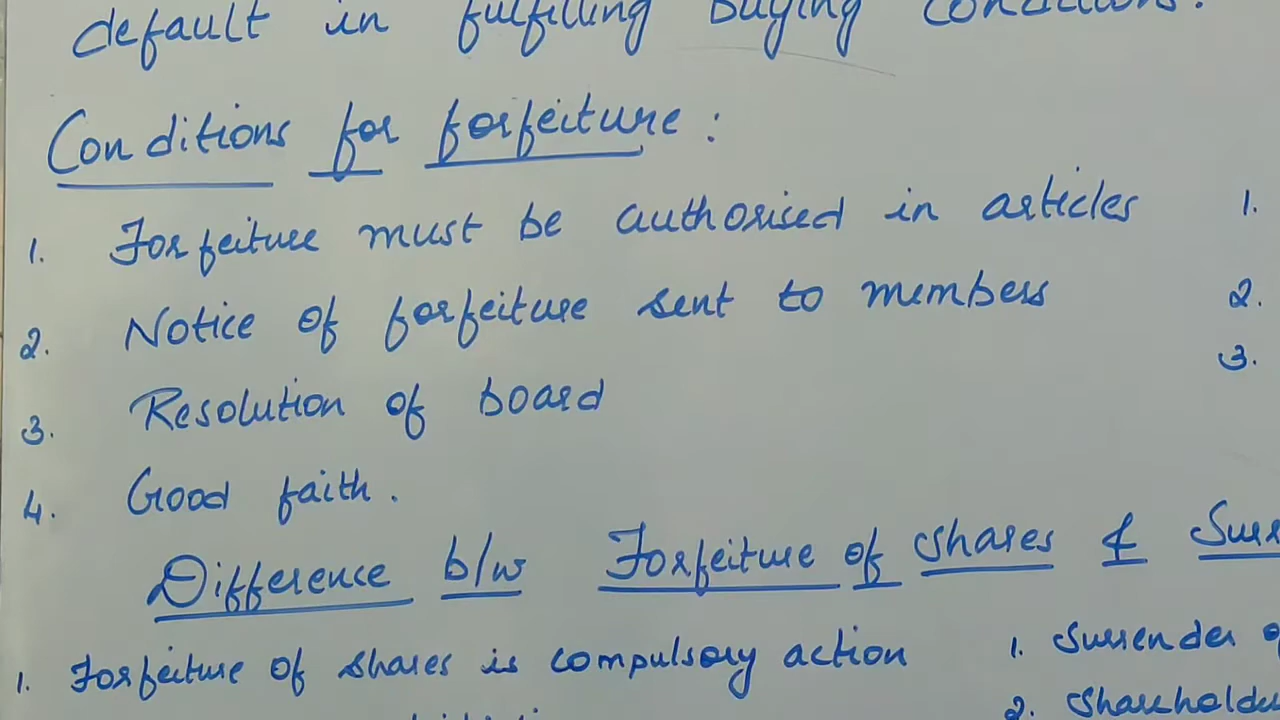 default in fulfilling buying conditions.
Conditions for forfeiture :
1. Forfeiture must be authorised in articles
2. Notice of forfeiture sent to members
3. Resolution of board
4. Good faith.
1.
2.
3.
Difference b/w Forfeiture of shares &
1. Forfeiture of shares is compulsory action
1. Surrender
2.